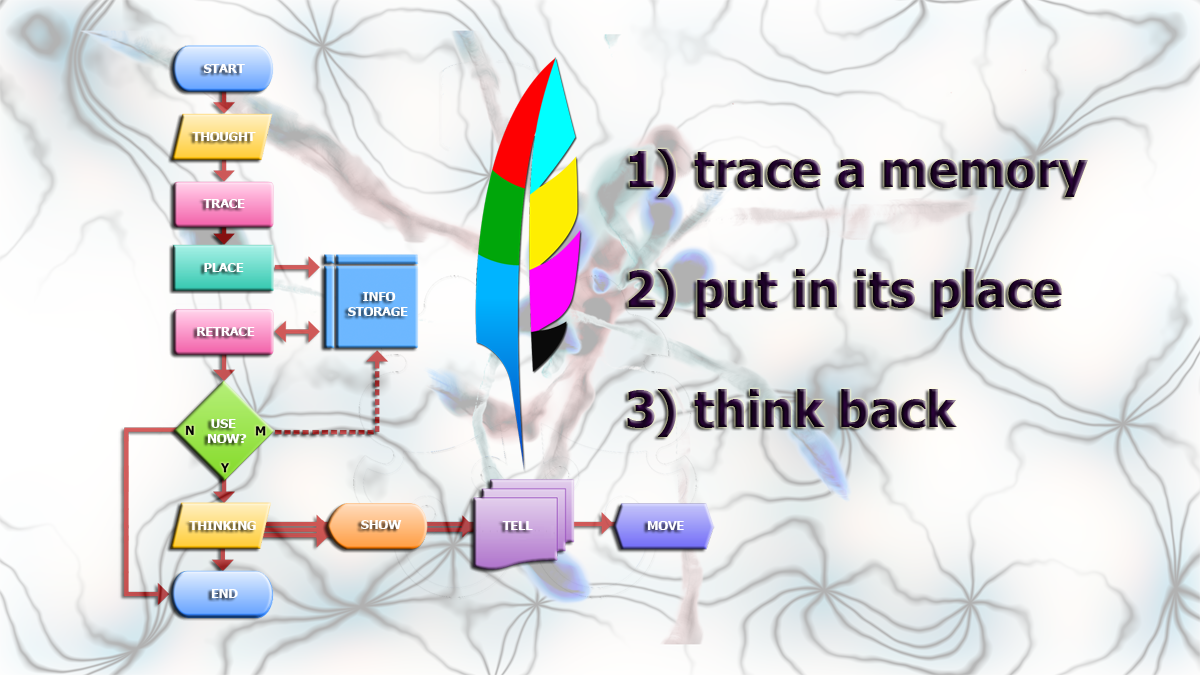 START
THOUGHT
TRACE
PLACE
INFO
STORAGE
RETRACE
USE
NOW?
N
M
Y
THINKING
SHOW
TELL
MOVE
END
1) trace a memory
2) put in its place
3) think back